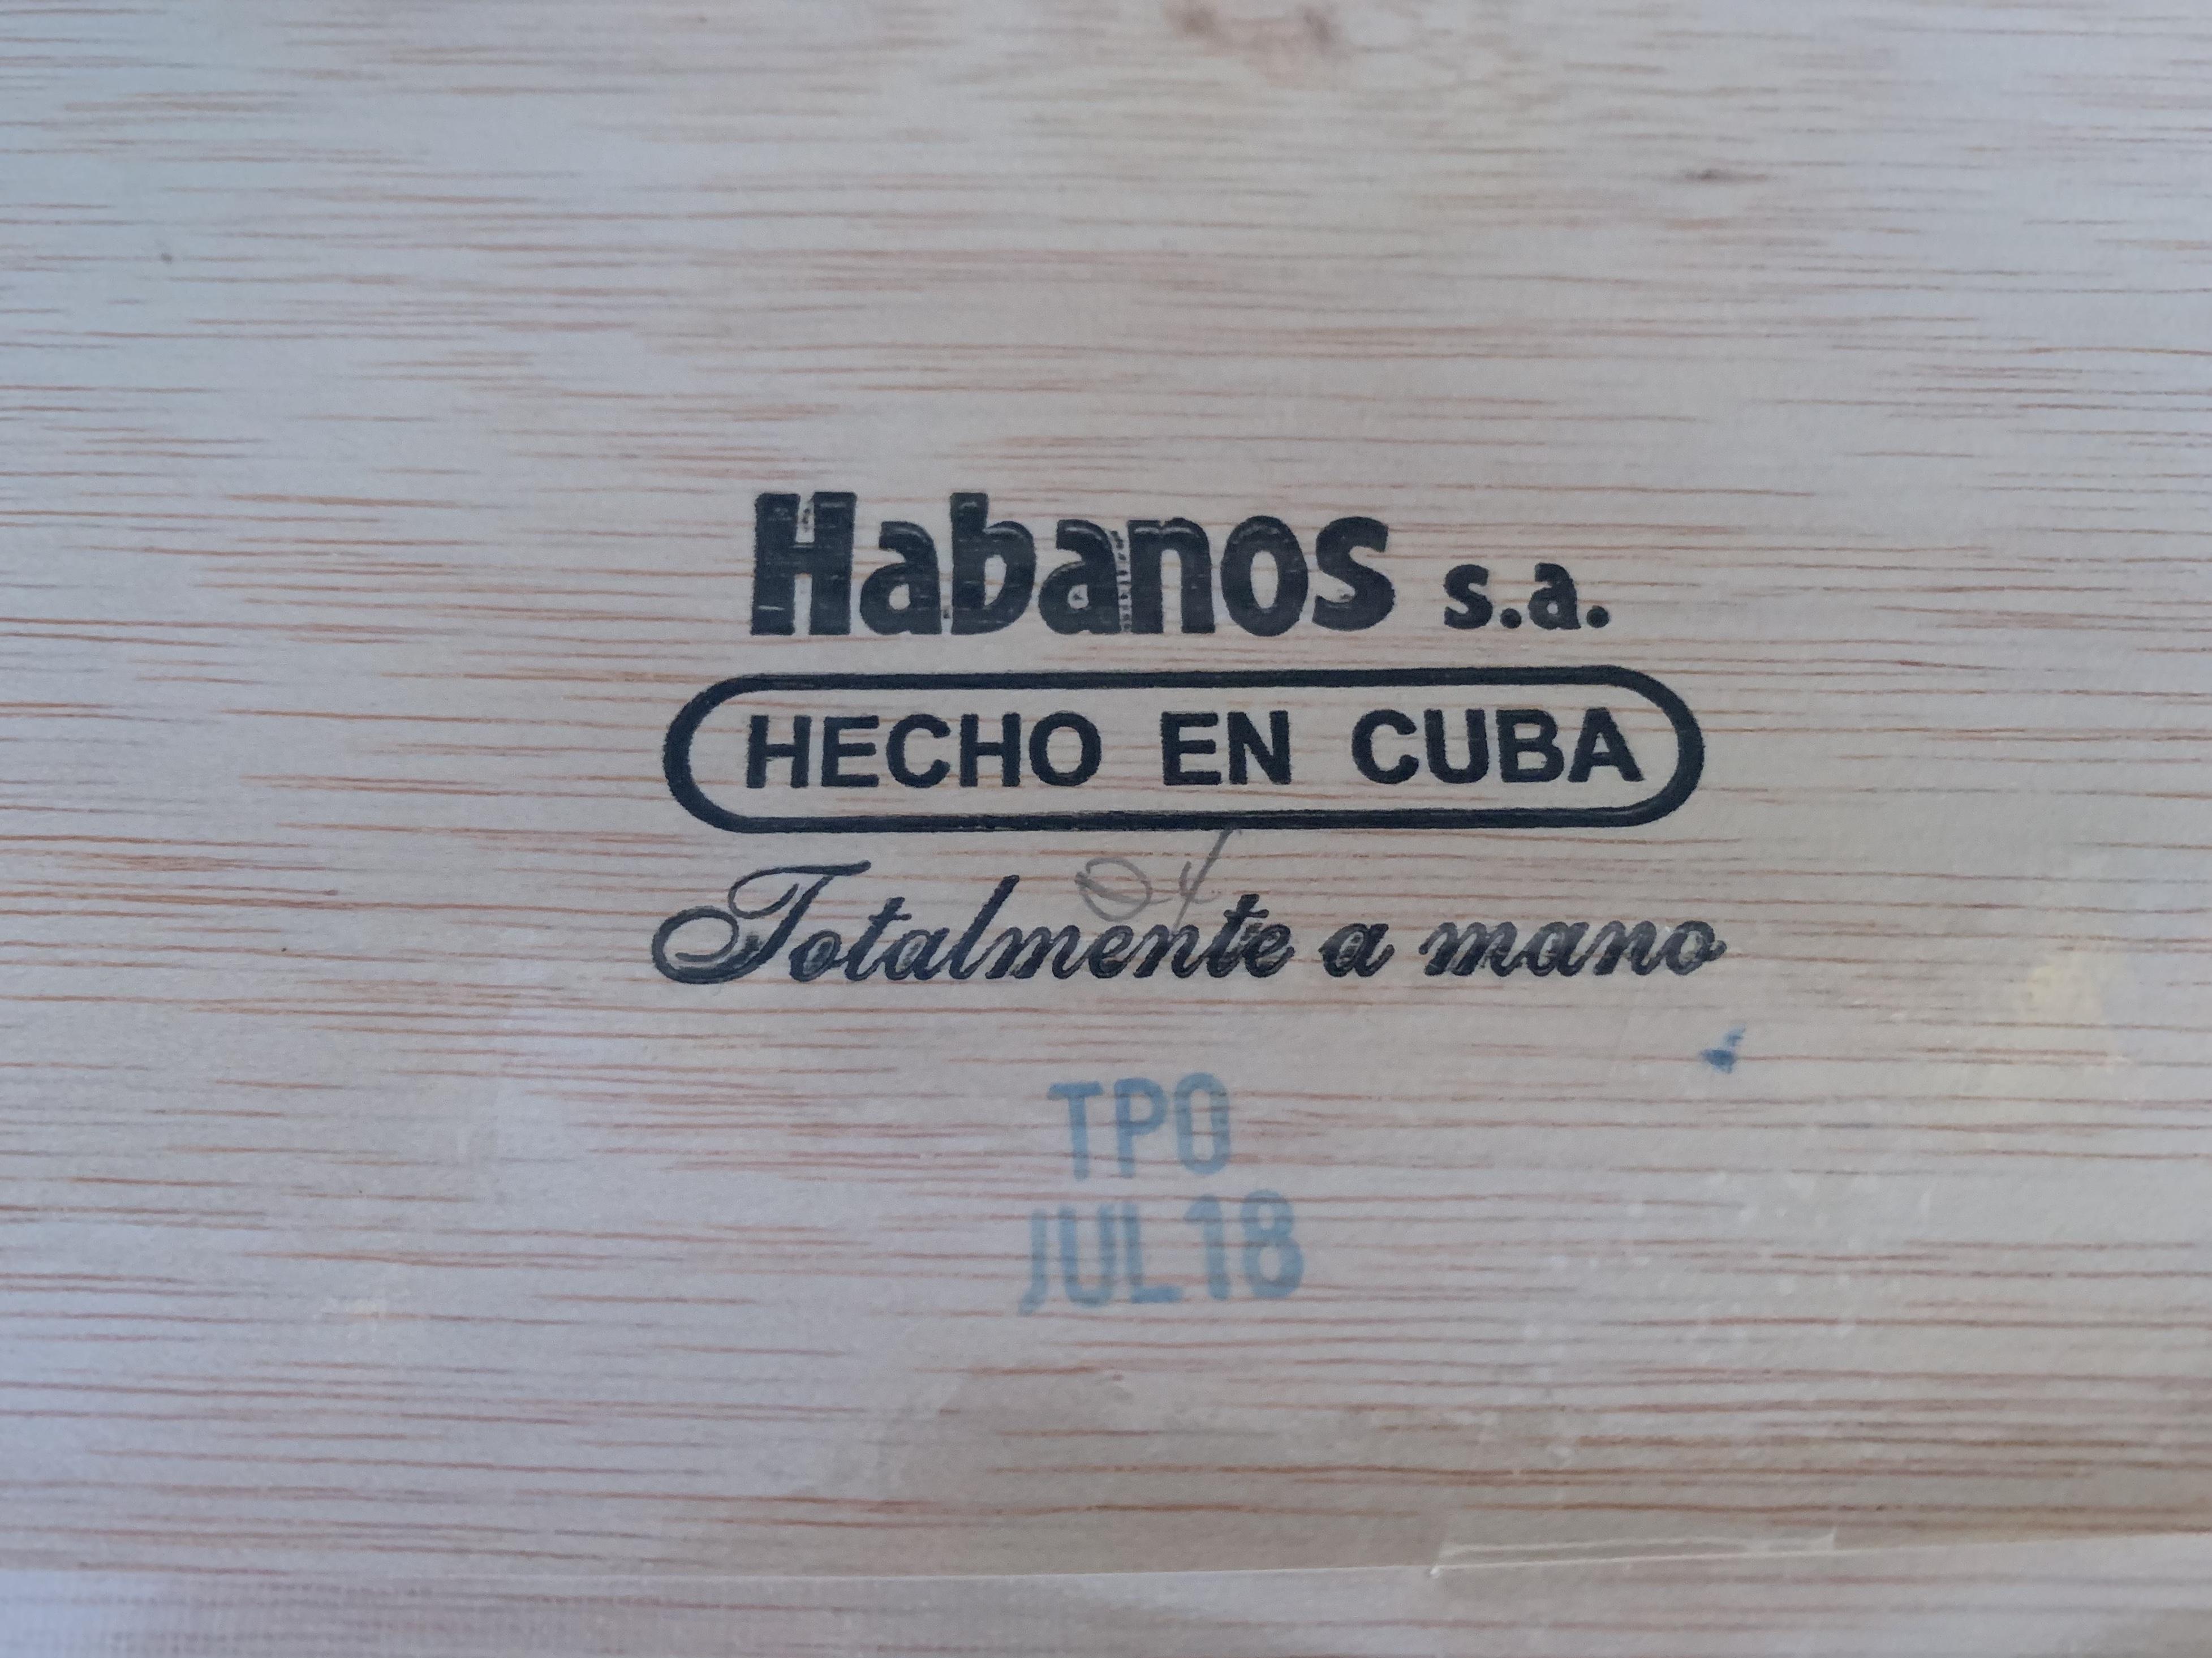 Habanos s.a.
HECHO EN CUBA
Totalmente a mano
TPO
JUL18